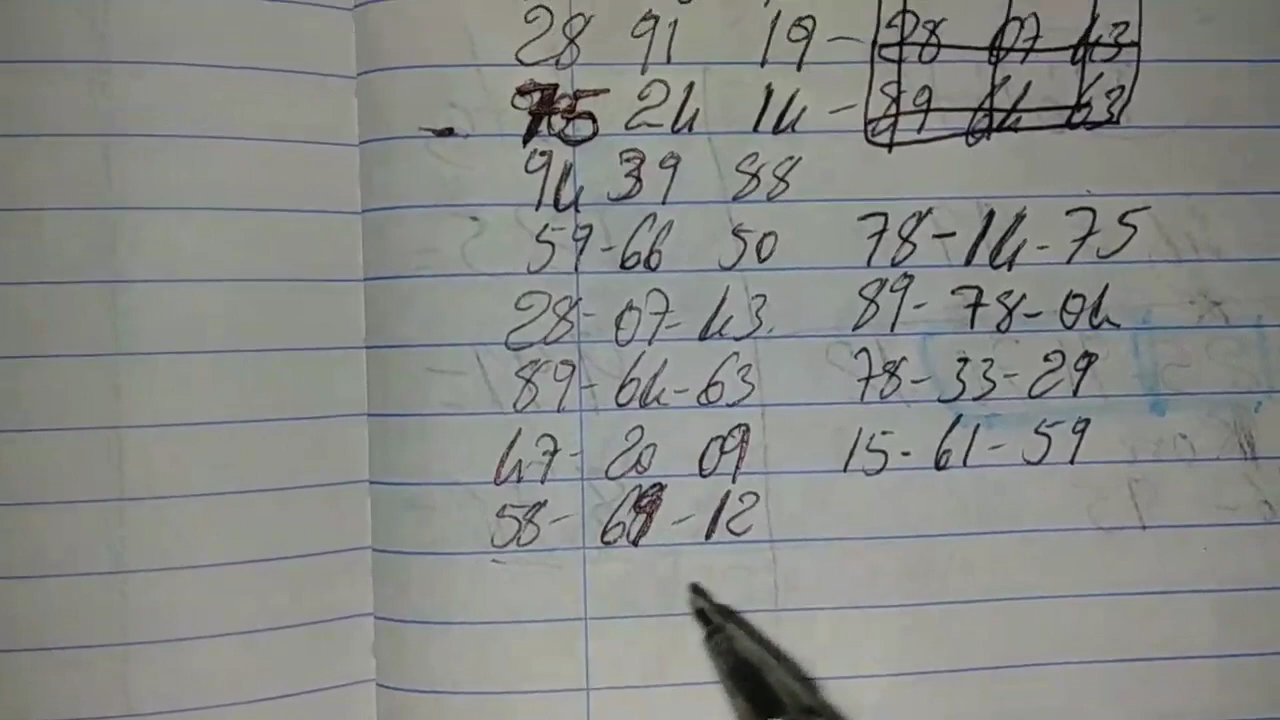 28 91 19 - 28 07 43
75 24 14 - 89 64 63
94 39 88
59-66 50 78-14-75
28-07-43. 89-78-04
89-64-63 78-33-29
47-20 09 15-61-59
58-69-12